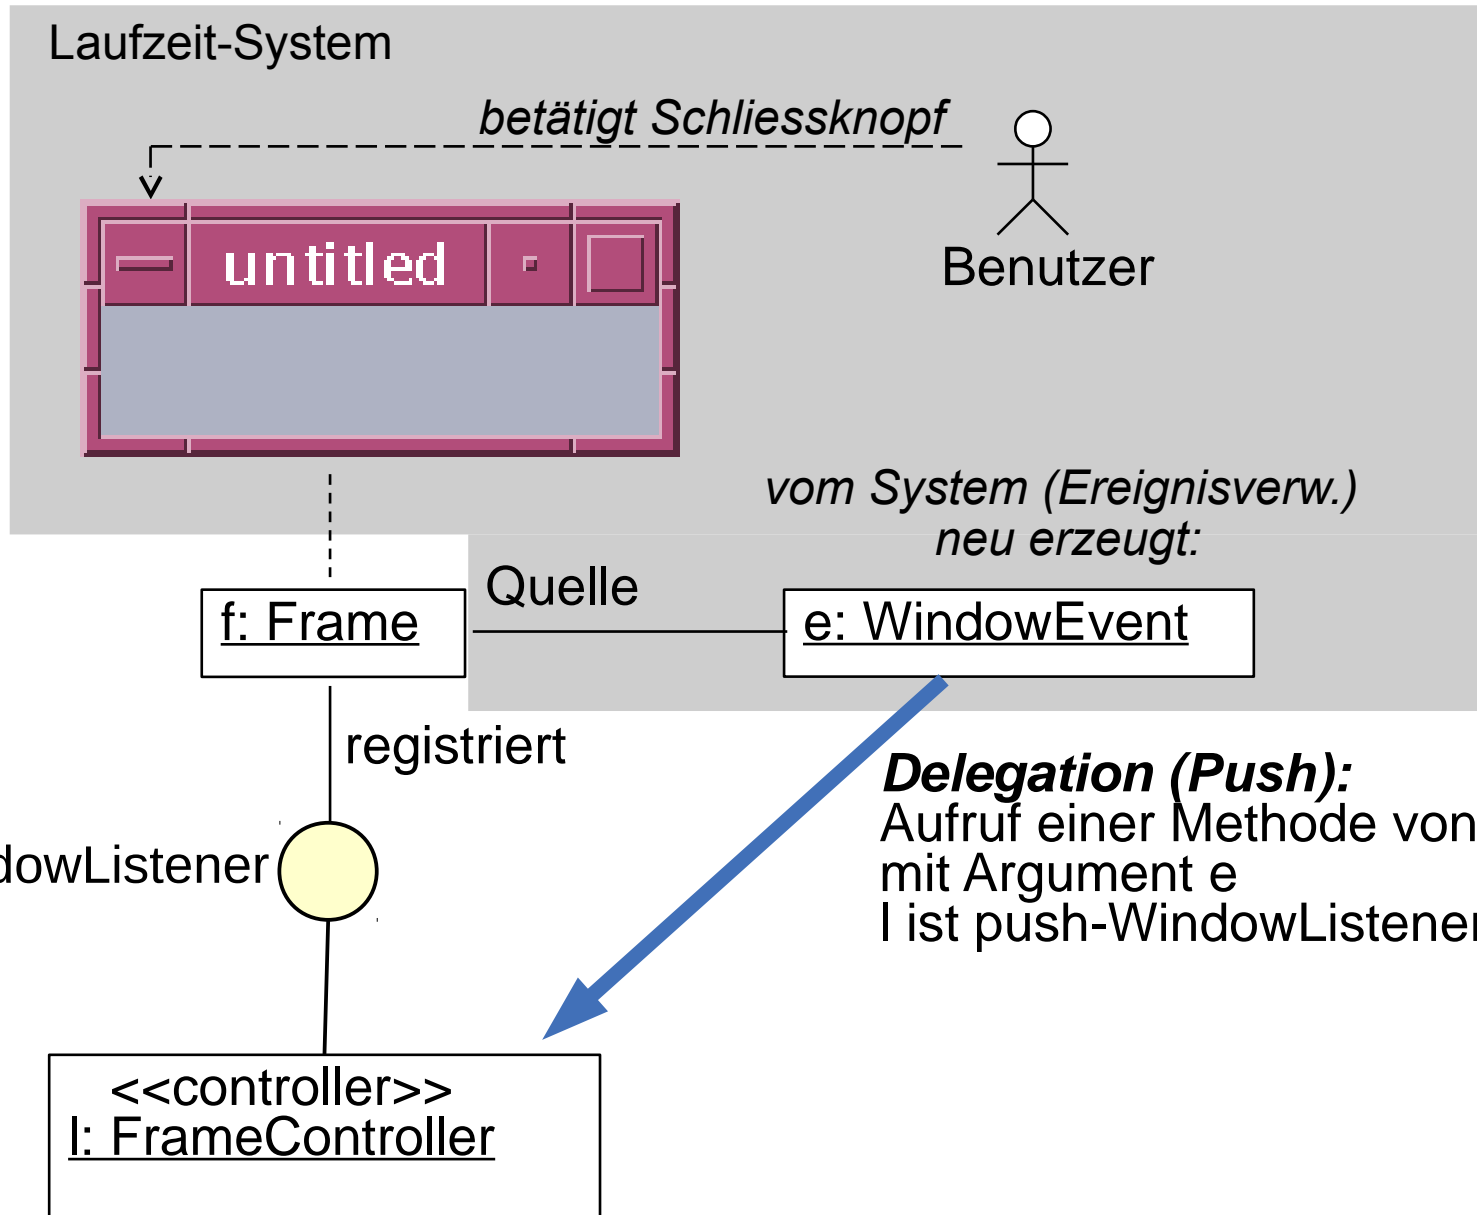 Laufzeit-System
betätigt Schliessknopf
untitled
Benutzer
vom System (Ereignisverw.)
neu erzeugt:
Quelle
f: Frame
e: WindowEvent
registriert
Delegation (Push):
Aufruf einer Methode von
mit Argument e
l ist push-WindowListener
dowListener
<<controller>>
l: FrameController